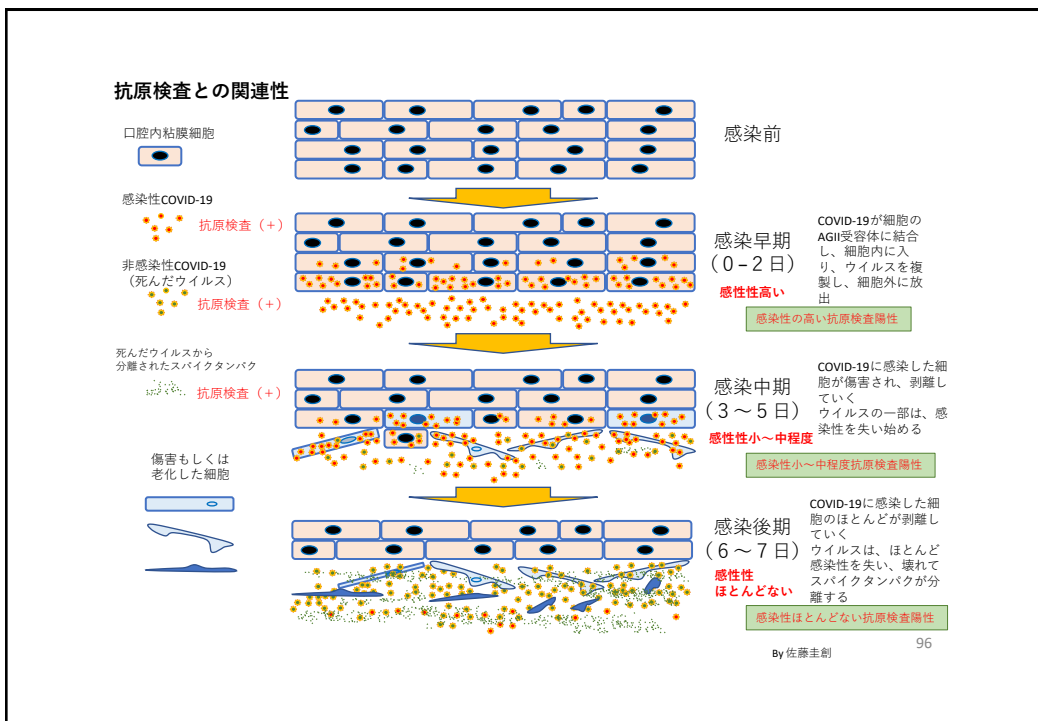 抗原検査との関連性
口腔内粘膜細胞
感染性COVID-19
抗原検査（+）
非感染性COVID-19
（死んだウイルス）
抗原検査（+）
死んだウイルスから
分離されたスパイクタンパク
抗原検査（+）
傷害もしくは
老化した細胞
感染前
感染早期
（0–2日）
感性性高い
COVID-19が細胞の
AGII受容体に結合
し、細胞内に入
り、ウイルスを複
製し、細胞外に放
出
感染性の高い抗原検査陽性
感染中期
（3～5日）
感性性小～中程度
COVID-19に感染した細
胞が傷害され、剥離し
ていく
ウイルスの一部は、感
染性を失い始める
感染性小～中程度抗原検査陽性
感染後期
（6～7日）
感性性
ほとんどない
COVID-19に感染した細
胞のほとんどが剥離し
ていく
ウイルスは、ほとんど
感染性を失い、壊れて
スパイクタンパクが分
離する
感染性ほとんどない抗原検査陽性
By 佐藤圭創
96